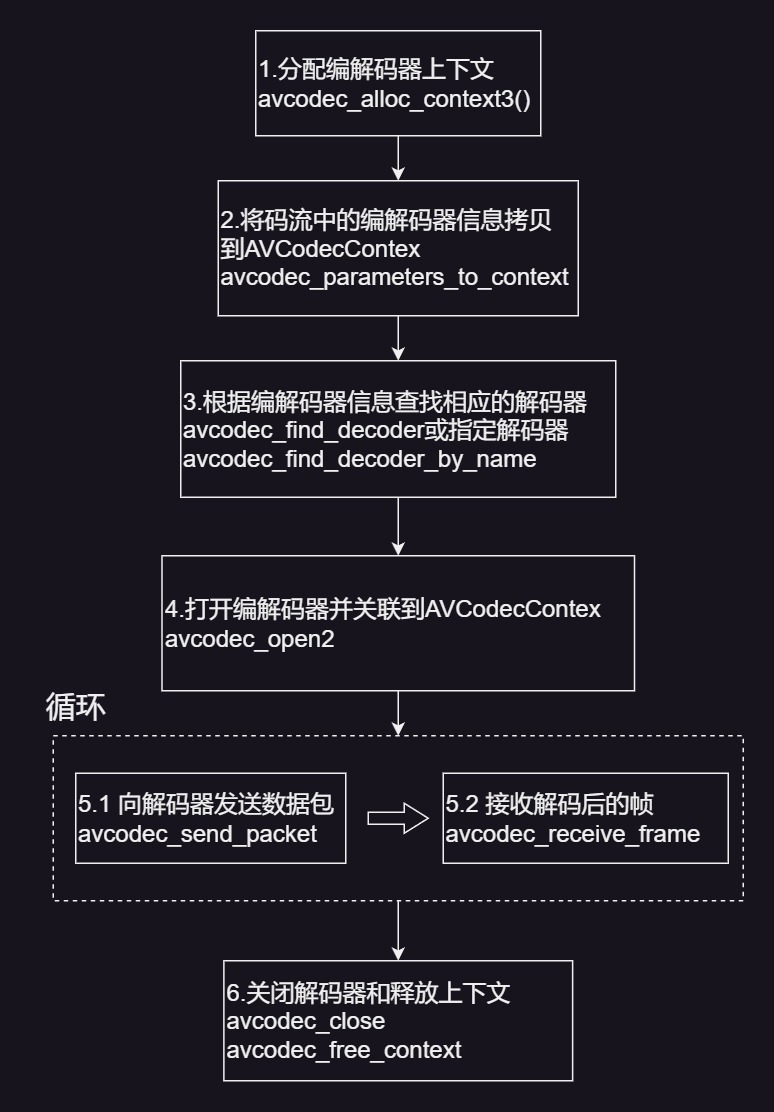 1.分配编解码器上下文
avcodec_alloc_context3()
2.将码流中的编解码器信息拷贝
到AVCodecContex
avcodec_parameters_to_context
3.根据编解码器信息查找相应的解码器
avcodec_find_decoder或指定解码器
avcodec_find_decoder_by_name
4.打开编解码器并关联到AVCodecContex
avcodec_open2
循环
5.1 向解码器发送数据包
avcodec_send_packet
5.2 接收解码后的帧
avcodec_receive_frame
6.关闭解码器和释放上下文
avcodec_close
avcodec_free_context